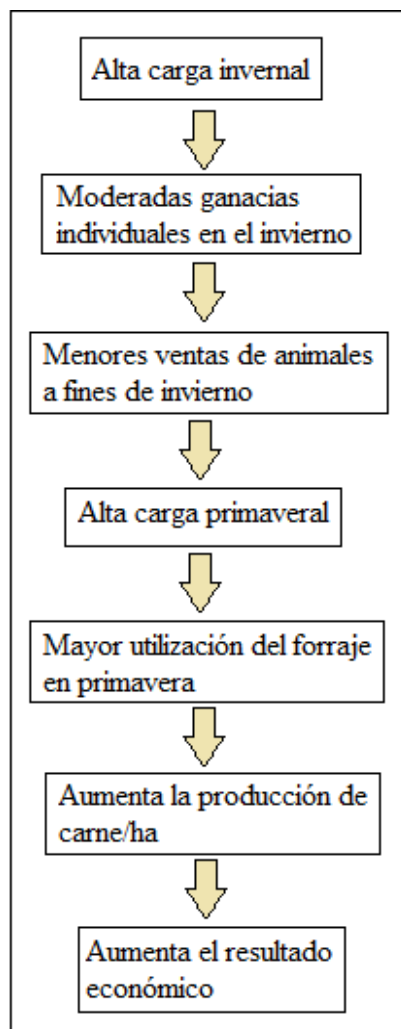 Alta carga invernal
Moderadas ganacias
individuales en el invierno
Menores ventas de animales
a fines de invierno
Alta carga primaveral
Mayor utilización del forraje
en primavera
Aumenta la producción de
carne/ha
Aumenta el resultado
económico